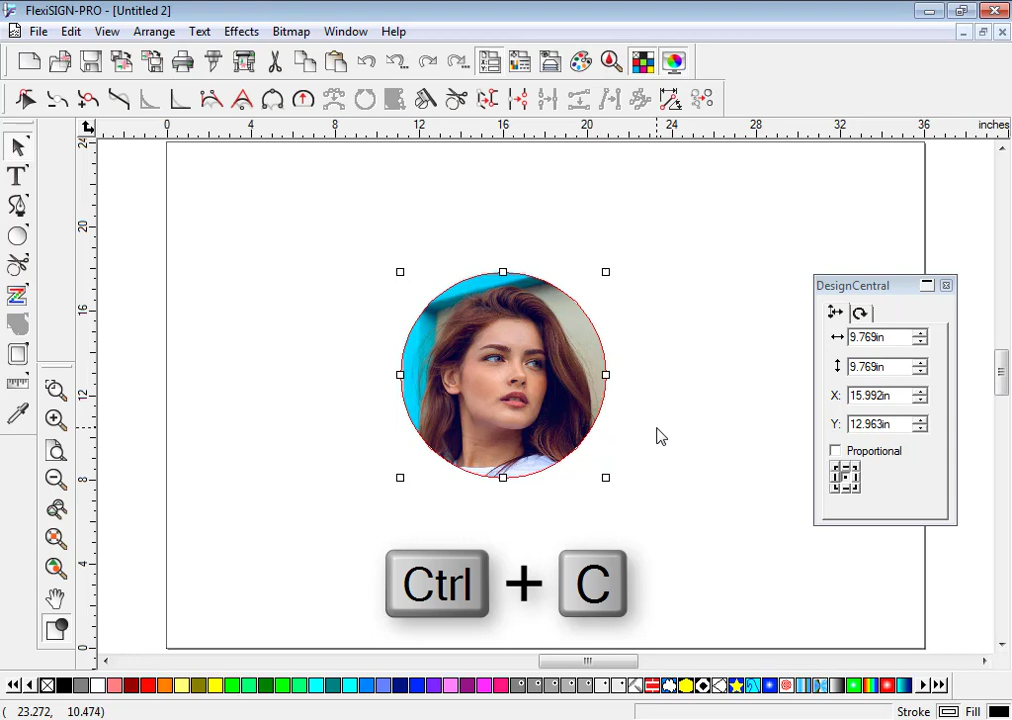 FlexiSIGN-PRO - [Untitled 2]
File Edit View Arrange Text Effects Bitmap Window Help
0 4 8 12 16 20 24 28 32 36 inches
24
20
16
12
8
4
0
DesignCentral
9.769in
9.769in
X: 15.992in
Y: 12.963in
Proportional
Ctrl + C
( 23.272, 10.474) Stroke Fill